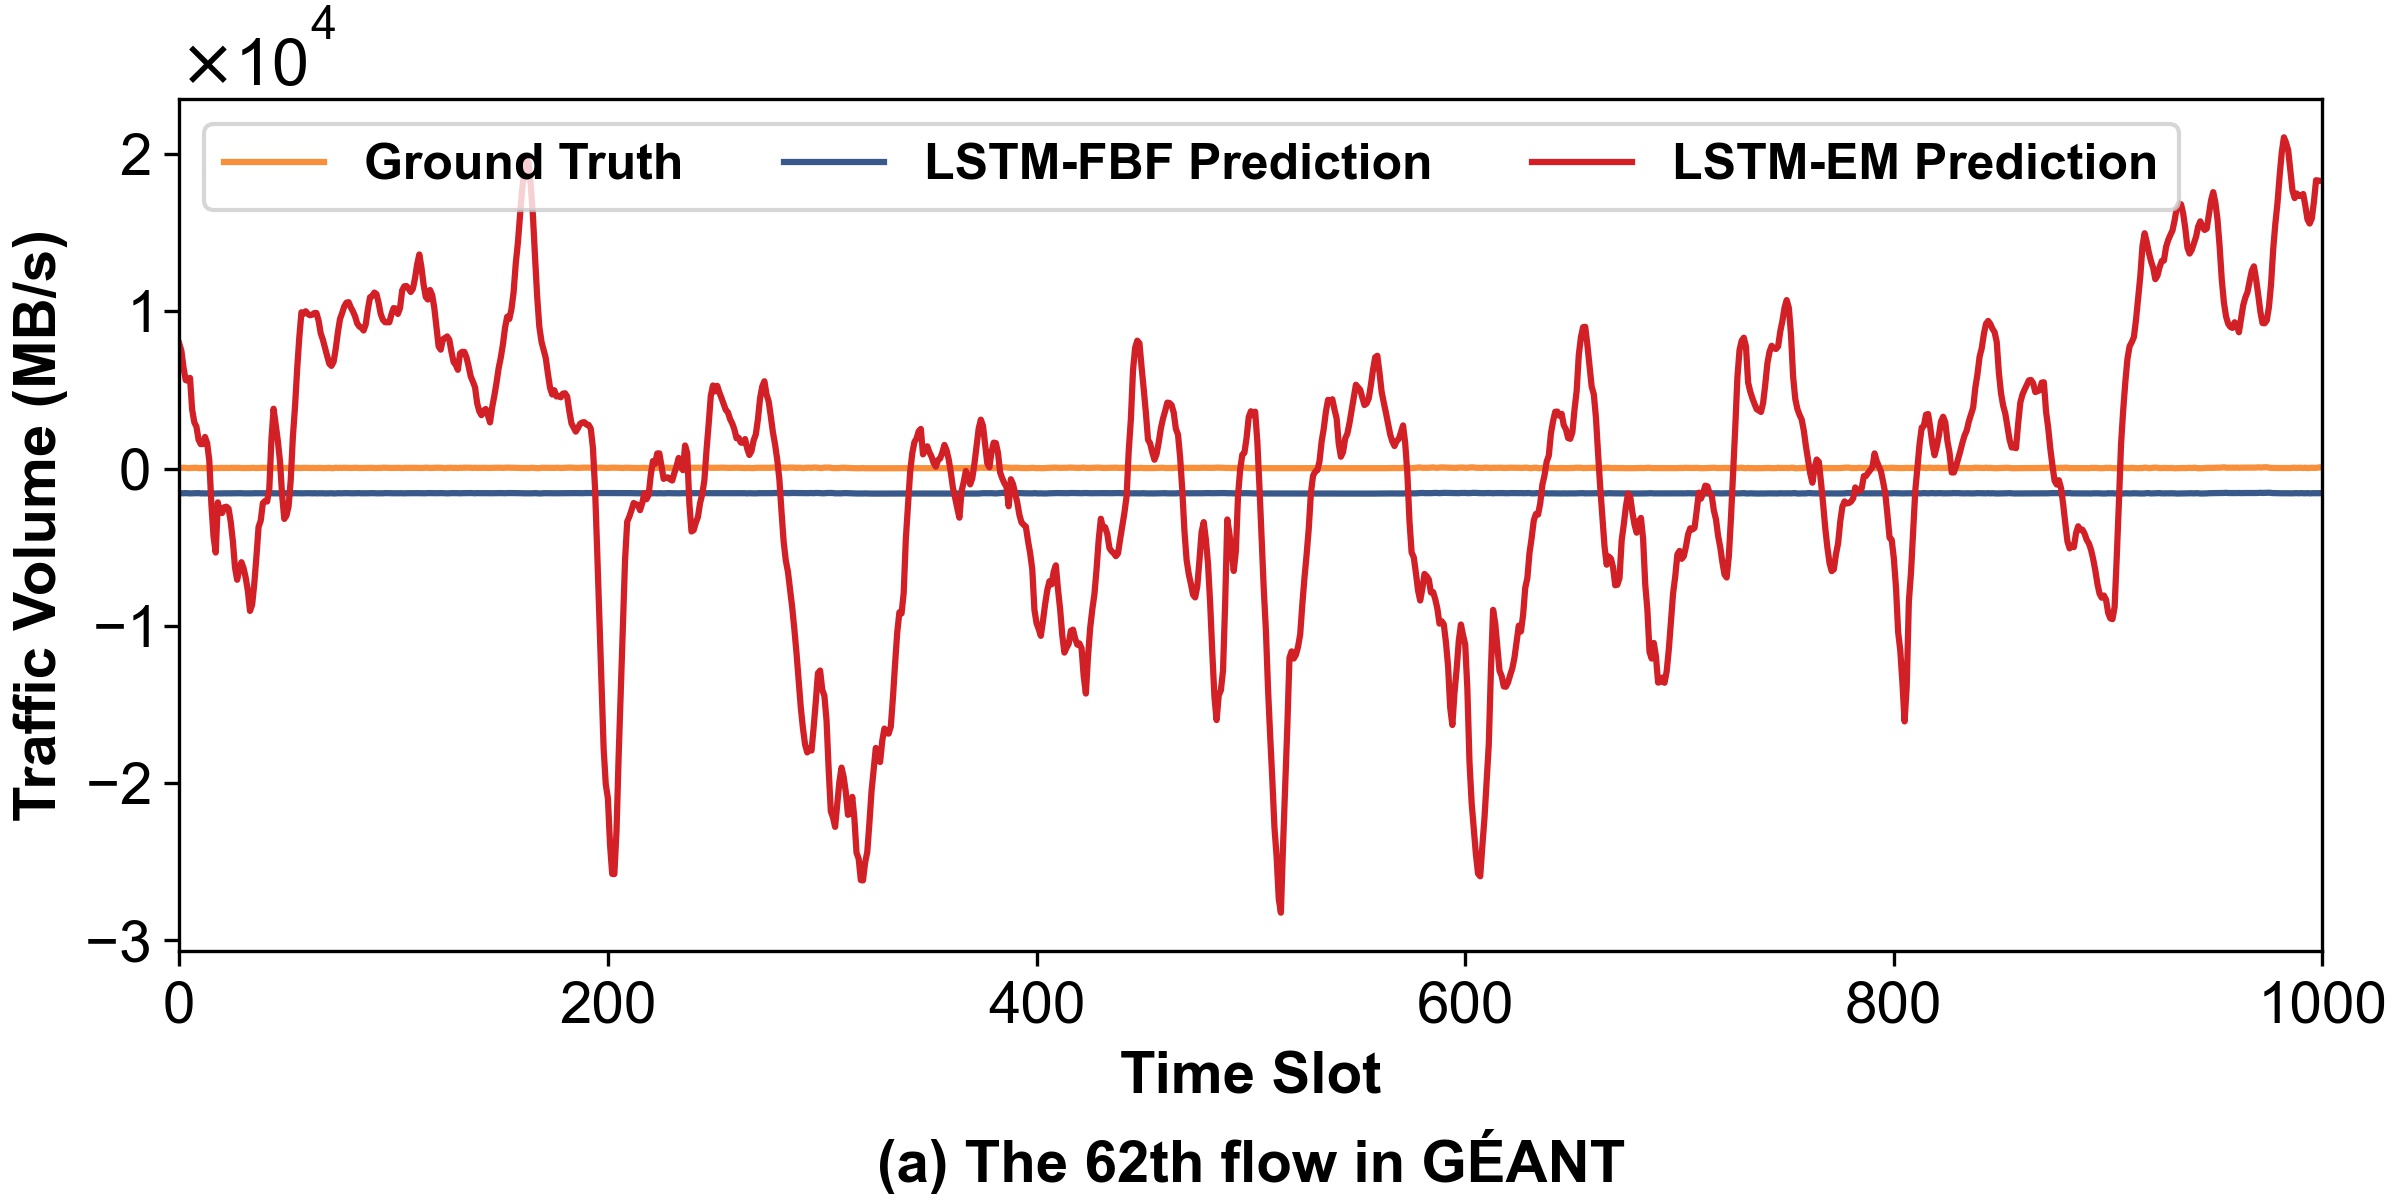 ×10^4
Ground Truth LSTM-FBF Prediction LSTM-EM Prediction
Traffic Volume (MB/s)
2
1
0
−1
−2
−3
0 200 400 600 800 1000
Time Slot
(a) The 62th flow in GÉANT